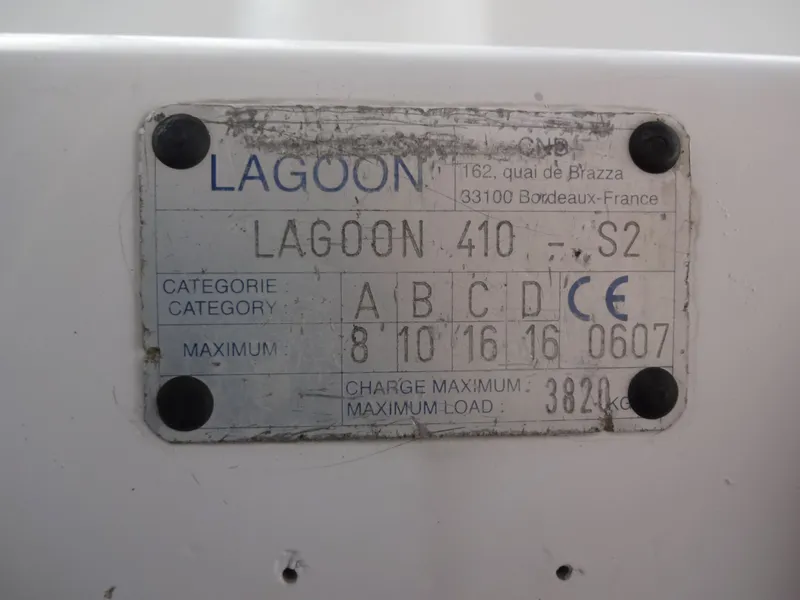 CNB
LAGOON
162, quai de Brazza
33100 Bordeaux-France
LAGOON 410 - S2
CATEGORIE :
CATEGORY :
A B C D CE
MAXIMUM :
8 10 16 16 0607
CHARGE MAXIMUM :
MAXIMUM LOAD : 3820 KG